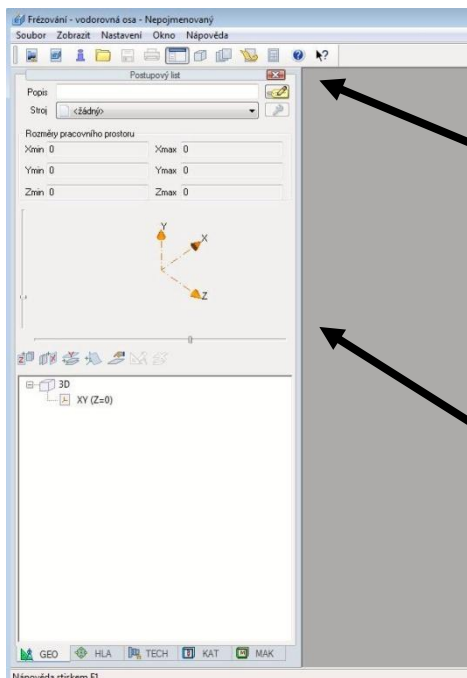 Frézování - vodorovná osa - Nepojmenovaný
Soubor Zobrazit Nastavení Okno Nápověda
Postupový list
Popis
Stroj <žádný>
Rozměry pracovního prostoru
Xmin 0 Xmax 0
Ymin 0 Ymax 0
Zmin 0 Zmax 0
Y
X
Z
3D
XY (Z=0)
GEO HLA TECH KAT MAK
Nápověda stiskem F1